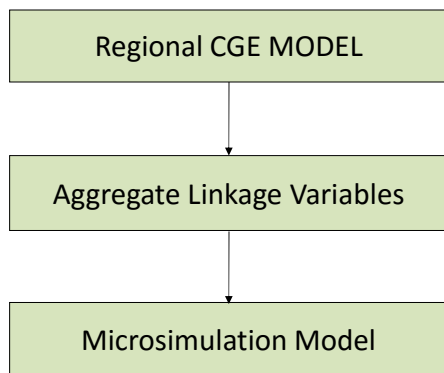 Regional CGE MODEL
Aggregate Linkage Variables
Microsimulation Model